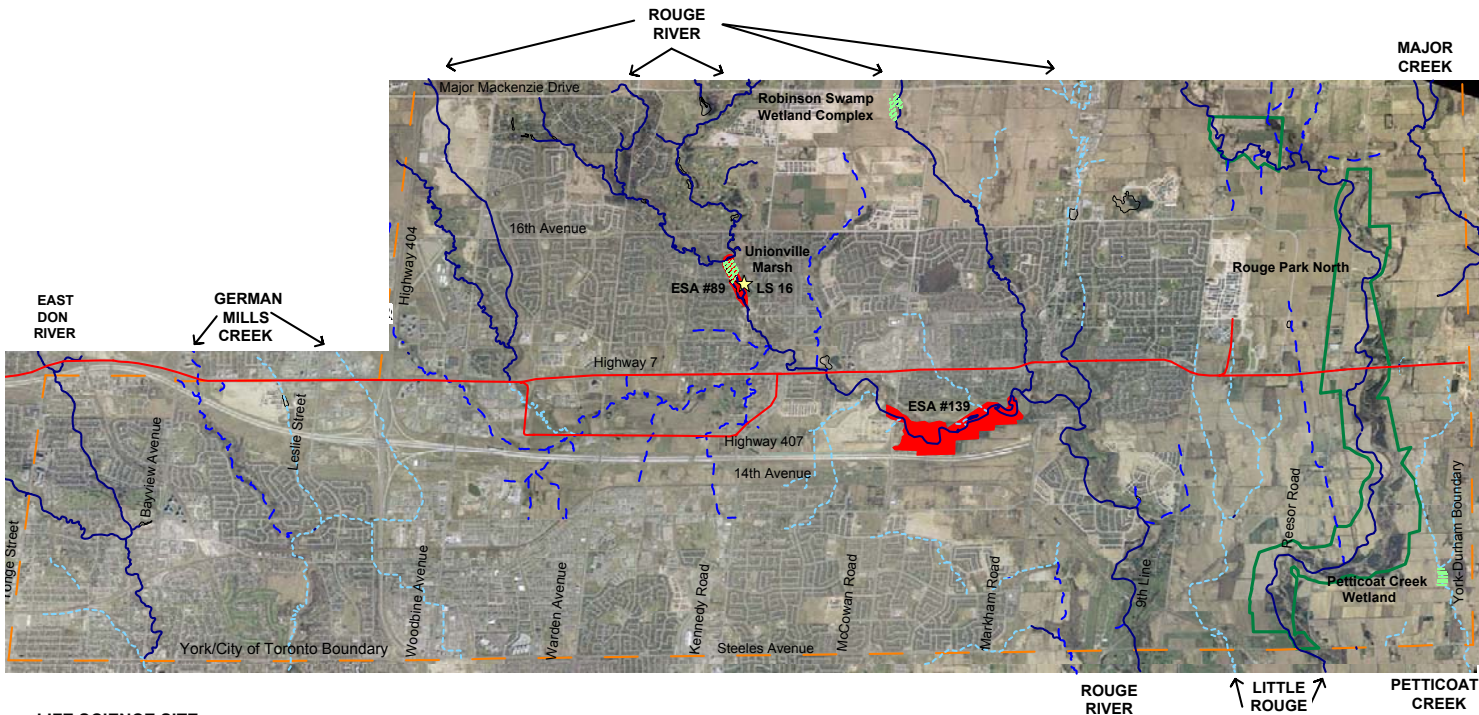 ROUGE
RIVER
MAJOR
CREEK
Major Mackenzie Drive
Robinson Swamp
Wetland Complex
Highway 404
16th Avenue
Unionville
Marsh
ESA #89
LS 16
Rouge Park North
EAST
DON
RIVER
GERMAN
MILLS
CREEK
Highway 7
ESA #139
Highway 407
14th Avenue
Bayview Avenue
Leslie Street
Street
Woodbine Avenue
Warden Avenue
Kennedy Road
McCowan Road
Markham Road
9th Line
Reesor Road
York-Durham Boundary
Petticoat Creek
Wetland
York/City of Toronto Boundary
Steeles Avenue
ROUGE
RIVER
LITTLE
ROUGE
PETTICOAT
CREEK